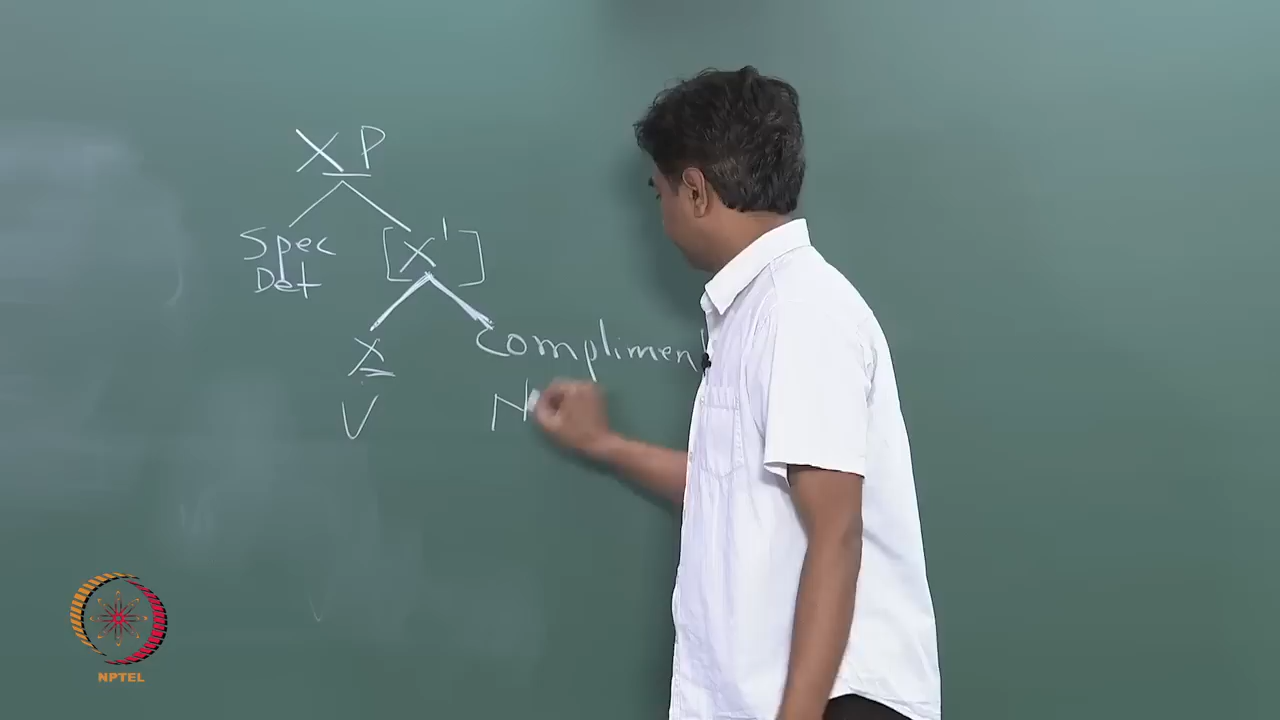 XP
Spec [X']
Det
X Compliment
V N
NPTEL